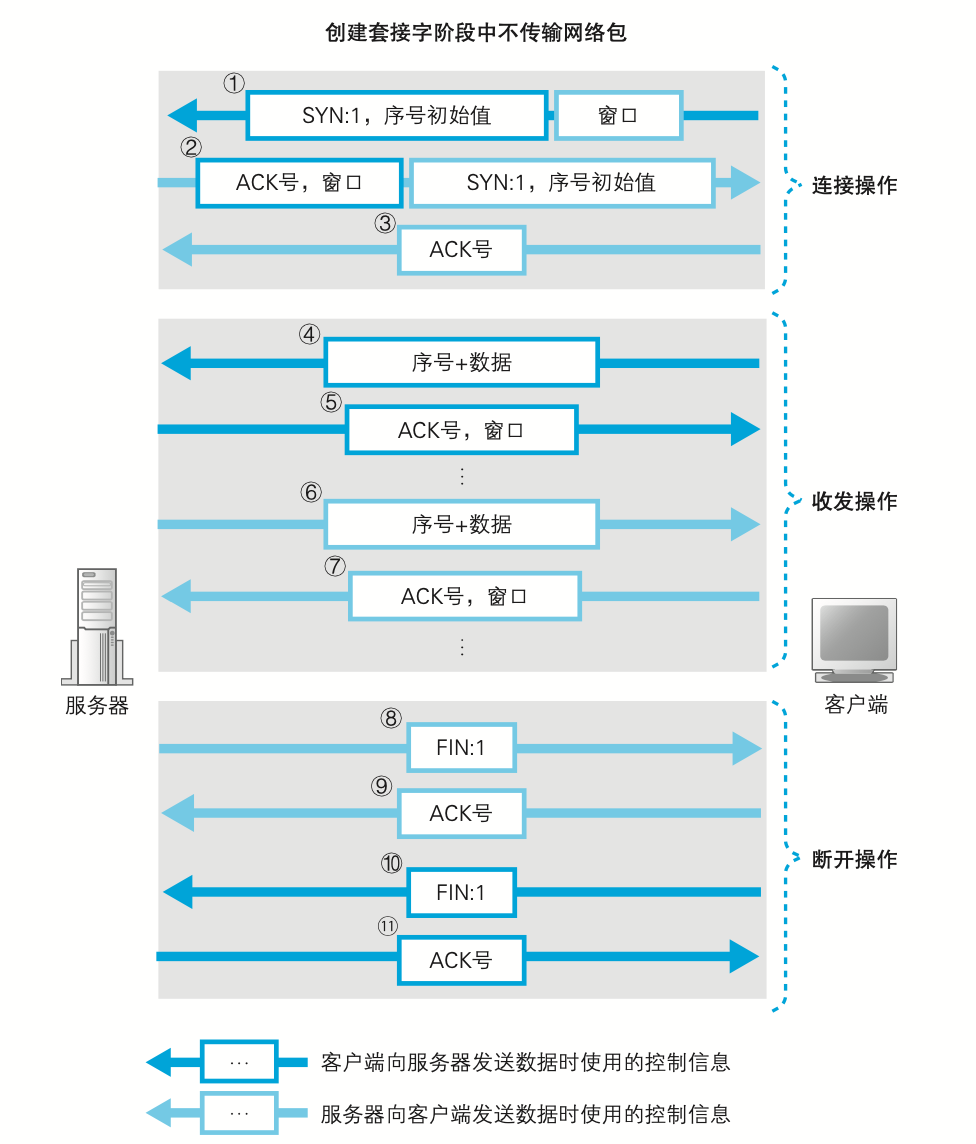 创建套接字阶段中不传输网络包
①
SYN:1，序号初始值
窗口
②
ACK号，窗口
SYN:1，序号初始值
连接操作
③
ACK号
④
序号+数据
⑤
ACK号，窗口
…
收发操作
⑥
序号+数据
⑦
ACK号，窗口
…
服务器
客户端
⑧
FIN:1
⑨
ACK号
断开操作
⑩
FIN:1
⑪
ACK号
… 客户端向服务器发送数据时使用的控制信息
… 服务器向客户端发送数据时使用的控制信息